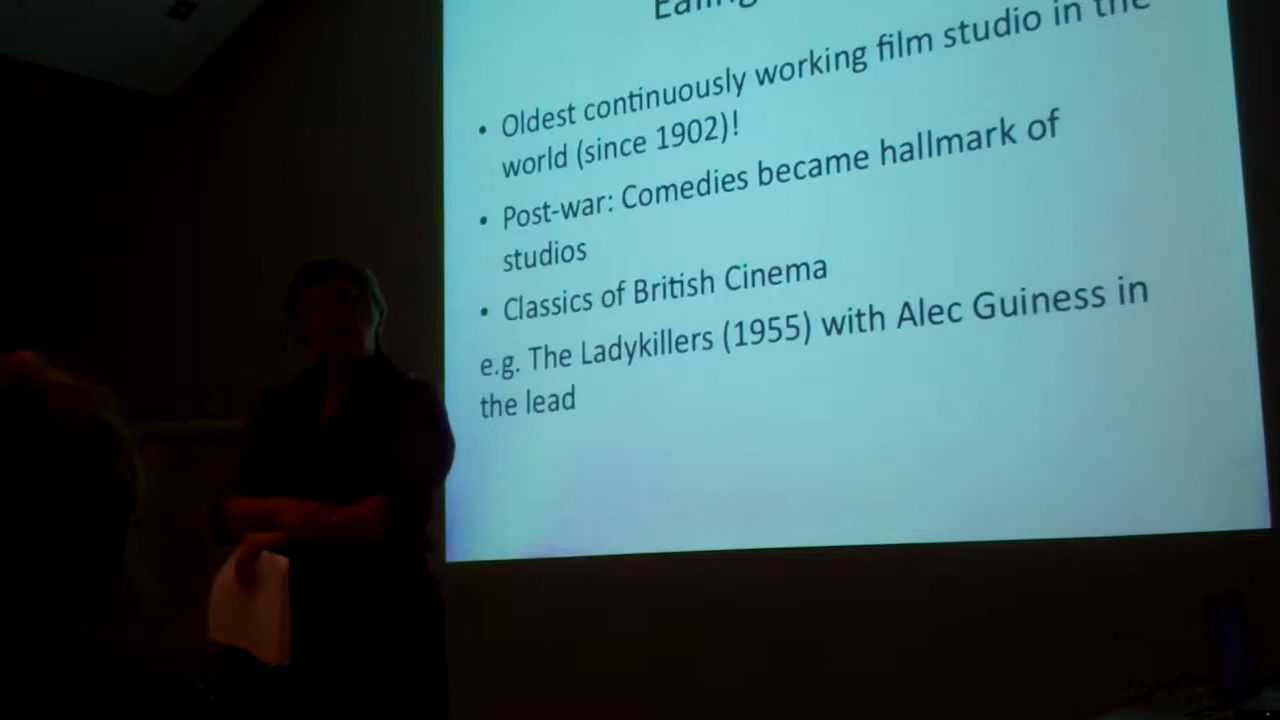 Ealing
• Oldest continuously working film studio in the
world (since 1902)!
• Post-war: Comedies became hallmark of
studios
• Classics of British Cinema
e.g. The Ladykillers (1955) with Alec Guiness in
the lead